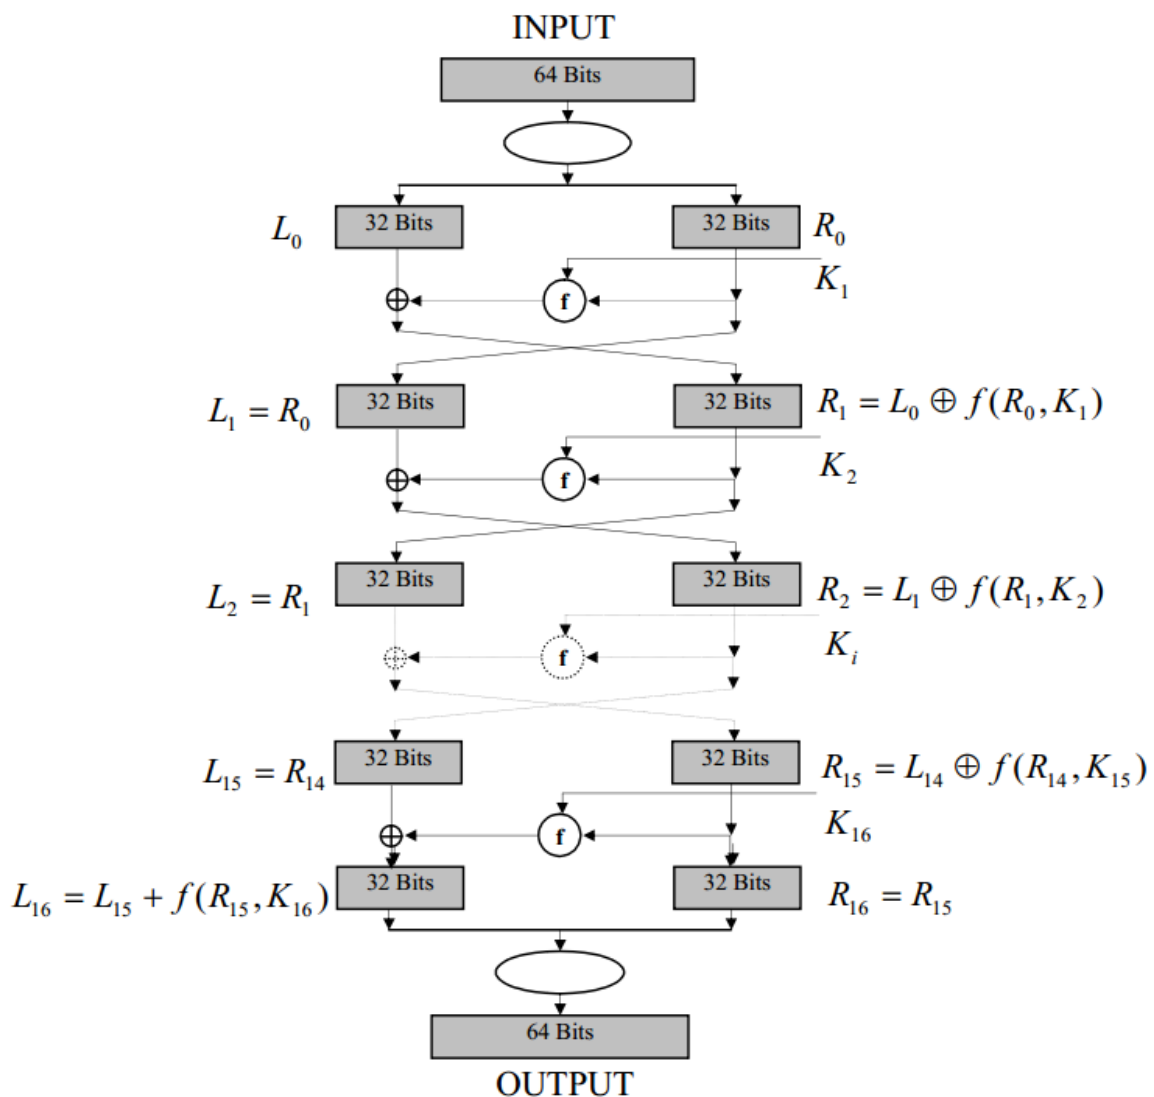 INPUT
64 Bits
L₀ 32 Bits 32 Bits R₀
K₁
f
L₁ = R₀ 32 Bits 32 Bits R₁ = L₀ ⊕ f(R₀, K₁)
K₂
f
L₂ = R₁ 32 Bits 32 Bits R₂ = L₁ ⊕ f(R₁, K₂)
Kᵢ
f
L₁₅ = R₁₄ 32 Bits 32 Bits R₁₅ = L₁₄ ⊕ f(R₁₄, K₁₅)
K₁₆
f
L₁₆ = L₁₅ + f(R₁₅, K₁₆) 32 Bits 32 Bits R₁₆ = R₁₅
64 Bits
OUTPUT